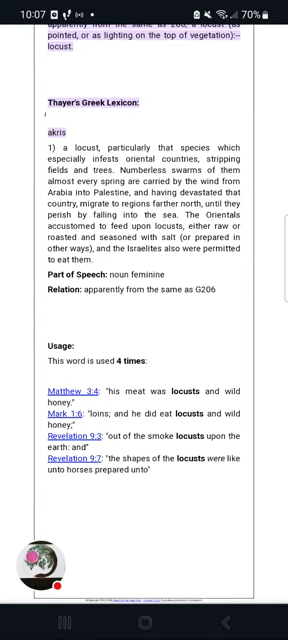 10:07
70%
apparently from the same as 206; a locust (as
pointed, or as lighting on the top of vegetation):--
locust.
Thayer's Greek Lexicon:
akris
1) a locust, particularly that species which
especially infests oriental countries, stripping
fields and trees. Numberless swarms of them
almost every spring are carried by the wind from
Arabia into Palestine, and having devastated that
country, migrate to regions farther north, until they
perish by falling into the sea. The Orientals
accustomed to feed upon locusts, either raw or
roasted and seasoned with salt (or prepared in
other ways), and the Israelites also were permitted
to eat them.
Part of Speech: noun feminine
Relation: apparently from the same as G206
Usage:
This word is used 4 times:
Matthew 3:4: "his meat was locusts and wild
honey."
Mark 1:6: "loins; and he did eat locusts and wild
honey;"
Revelation 9:3: "out of the smoke locusts upon the
earth: and"
Revelation 9:7: "the shapes of the locusts were like
unto horses prepared unto"